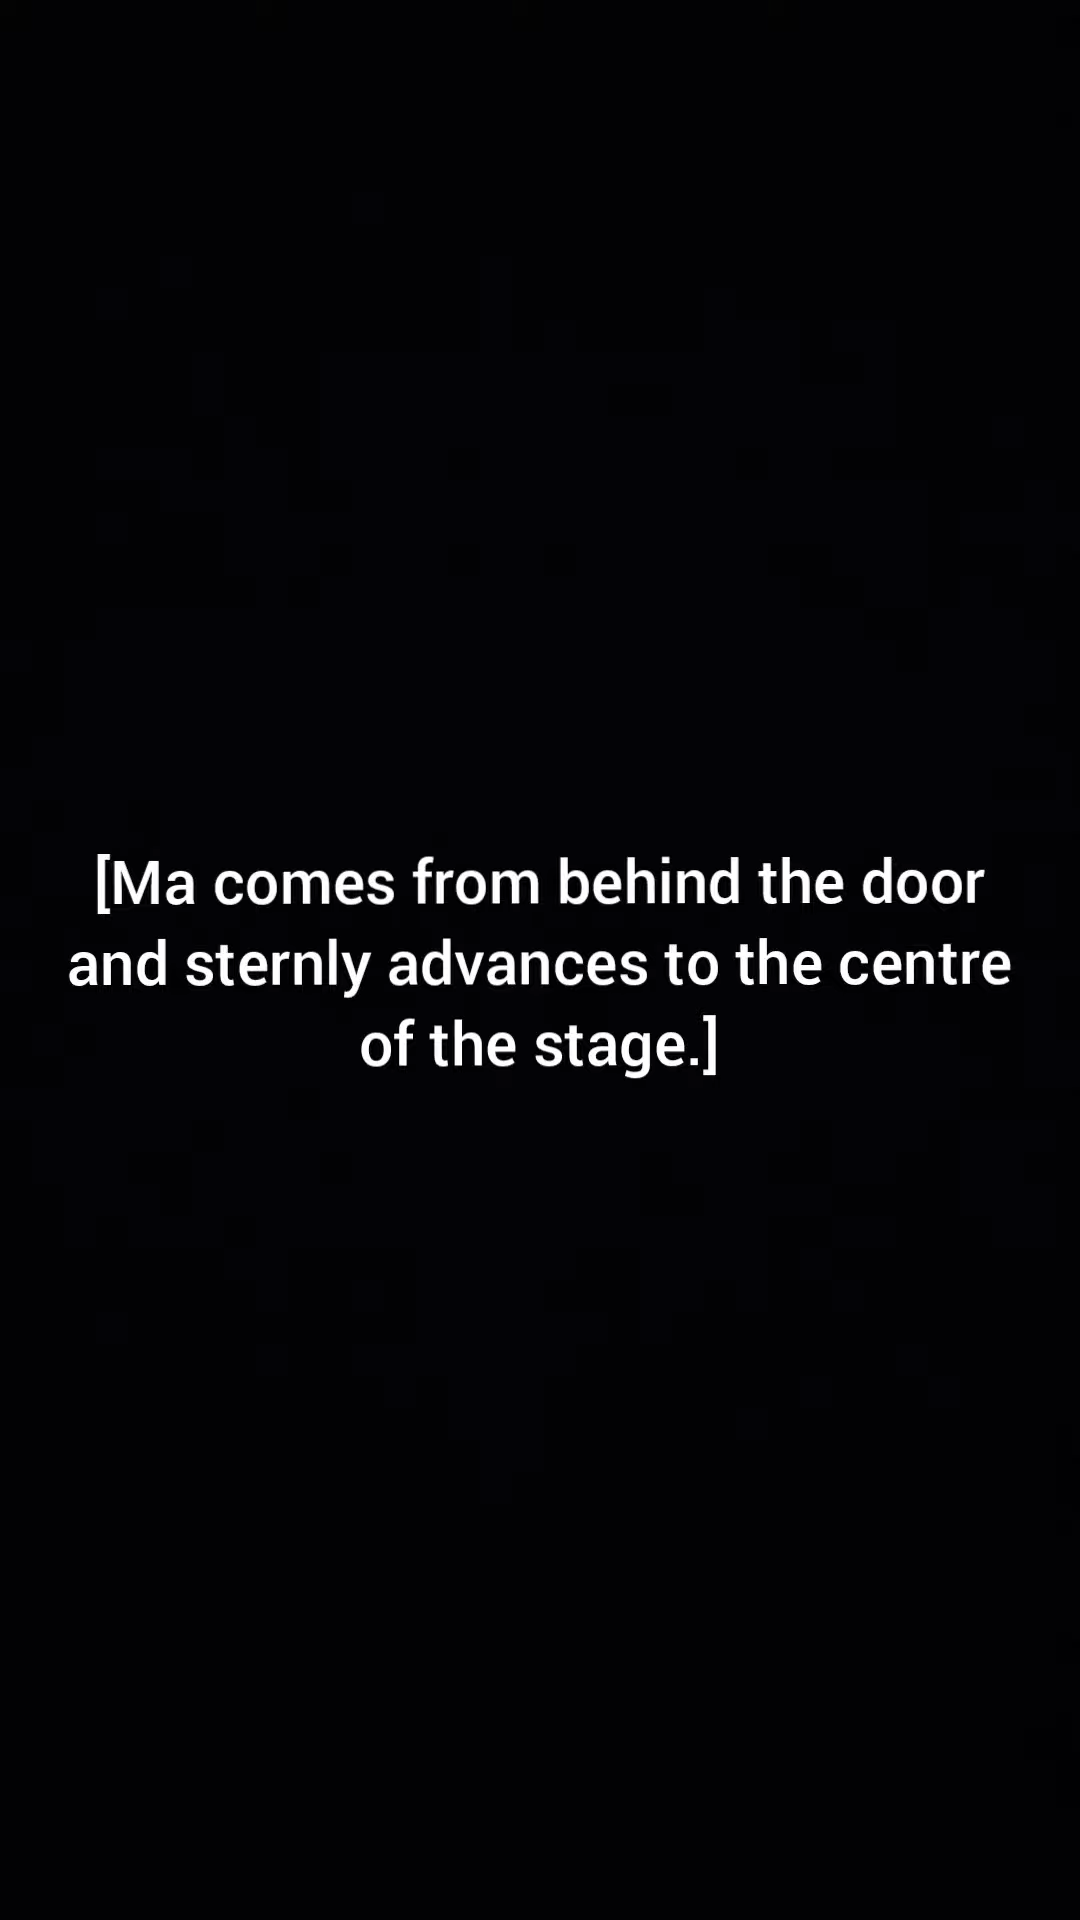 [Ma comes from behind the door
and sternly advances to the centre
of the stage.]